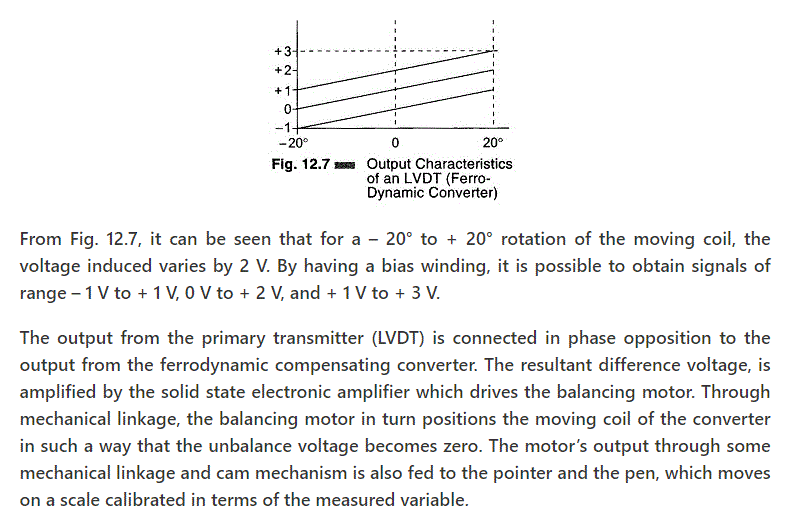 +3
+2
+1
0
−1
−20° 0 20°
Fig. 12.7 Output Characteristics
of an LVDT (Ferro-
Dynamic Converter)
From Fig. 12.7, it can be seen that for a – 20° to + 20° rotation of the moving coil, the
voltage induced varies by 2 V. By having a bias winding, it is possible to obtain signals of
range – 1 V to + 1 V, 0 V to + 2 V, and + 1 V to + 3 V.
The output from the primary transmitter (LVDT) is connected in phase opposition to the
output from the ferrodynamic compensating converter. The resultant difference voltage, is
amplified by the solid state electronic amplifier which drives the balancing motor. Through
mechanical linkage, the balancing motor in turn positions the moving coil of the converter
in such a way that the unbalance voltage becomes zero. The motor’s output through some
mechanical linkage and cam mechanism is also fed to the pointer and the pen, which moves
on a scale calibrated in terms of the measured variable.